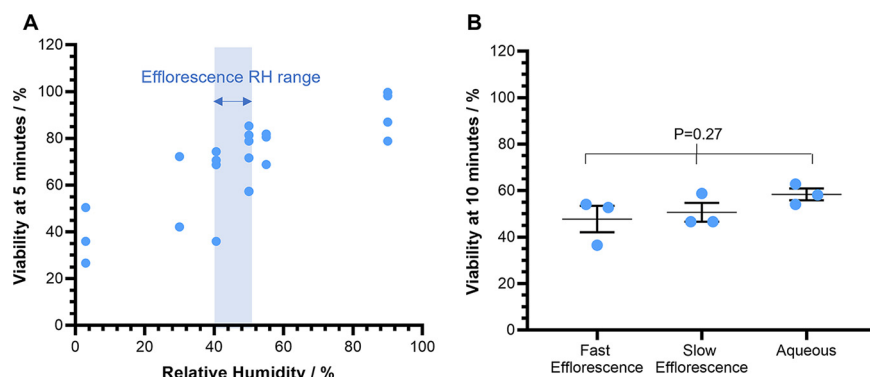 A
Viability at 5 minutes / %
120
100
80
60
40
20
0
Efflorescence RH range
0
20
40
60
80
100
Relative Humidity / %
B
Viability at 10 minutes / %
120
100
80
60
40
20
0
P=0.27
Fast
Efflorescence
Slow
Efflorescence
Aqueous